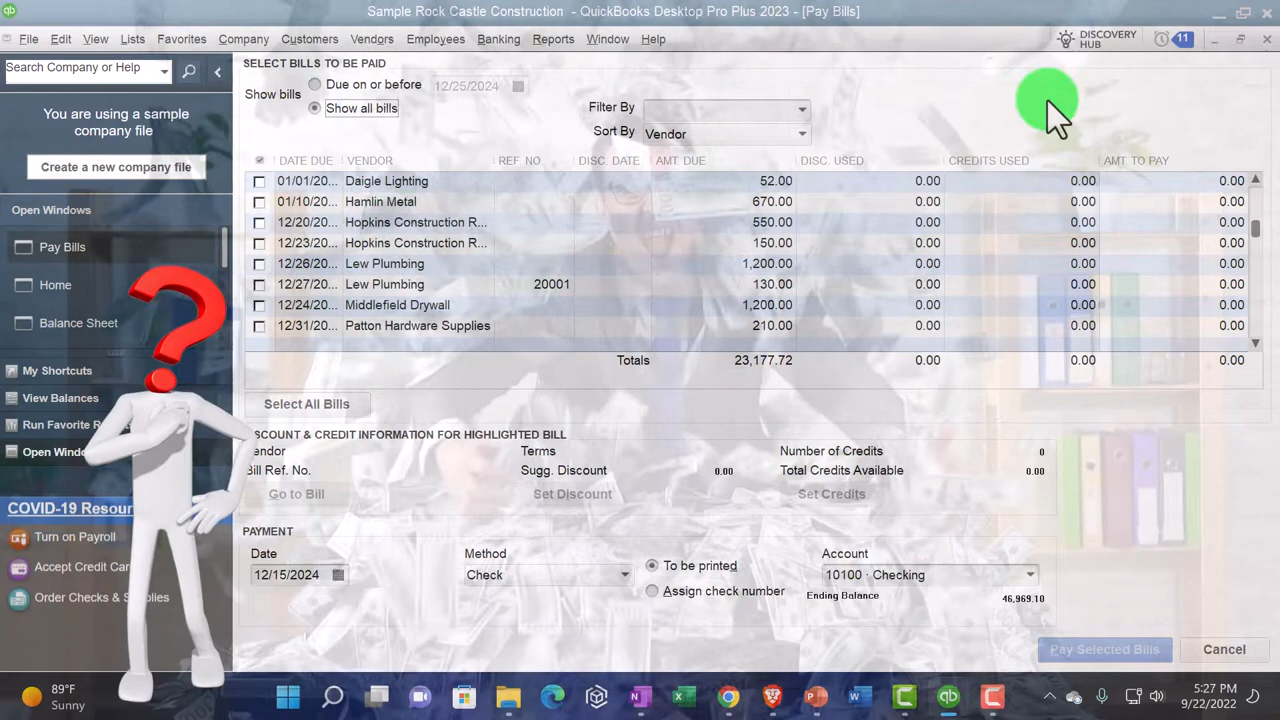 Sample Rock Castle Construction - QuickBooks Desktop Pro Plus 2023 - [Pay Bills]
File Edit View Lists Favorites Company Customers Vendors Employees Banking Reports Window Help
DISCOVERY HUB 11
Search Company or Help
You are using a sample
company file
Create a new company file
Open Windows
Pay Bills
Home
Balance Sheet
My Shortcuts
View Balances
Run Favorite
Open
COVID-19
Turn on Payroll
Accept Credit
Order Checks &
SELECT BILLS TO BE PAID
Show bills
Due on or before 12/25/2024
Show all bills
Filter By
Sort By Vendor
DATE DUE VENDOR REF. NO. DISC. DATE AMT. DUE DISC. USED CREDITS USED AMT. TO PAY
01/01/20... Daigle Lighting 52.00 0.00 0.00 0.00
01/10/20... Hamlin Metal 670.00 0.00 0.00 0.00
12/20/20... Hopkins Construction R... 550.00 0.00 0.00 0.00
12/23/20... Hopkins Construction R... 150.00 0.00 0.00 0.00
12/26/20... Lew Plumbing 1,200.00 0.00 0.00 0.00
12/27/20... Lew Plumbing 20001 130.00 0.00 0.00 0.00
12/24/20... Middlefield Drywall 1,200.00 0.00 0.00 0.00
12/31/20... Patton Hardware Supplies 210.00 0.00 0.00 0.00
Totals 23,177.72 0.00 0.00 0.00
Select All Bills
DISCOUNT & CREDIT INFORMATION FOR HIGHLIGHTED BILL
Vendor Terms Number of Credits 0
Bill Ref. No. Sugg. Discount 0.00 Total Credits Available 0.00
Go to Bill Set Discount Set Credits
PAYMENT
Date Method Account
12/15/2024 Check To be printed 10100 · Checking
Assign check number Ending Balance 46,969.10
Pay Selected Bills Cancel
89°F
Sunny
5:27 PM
9/22/2022